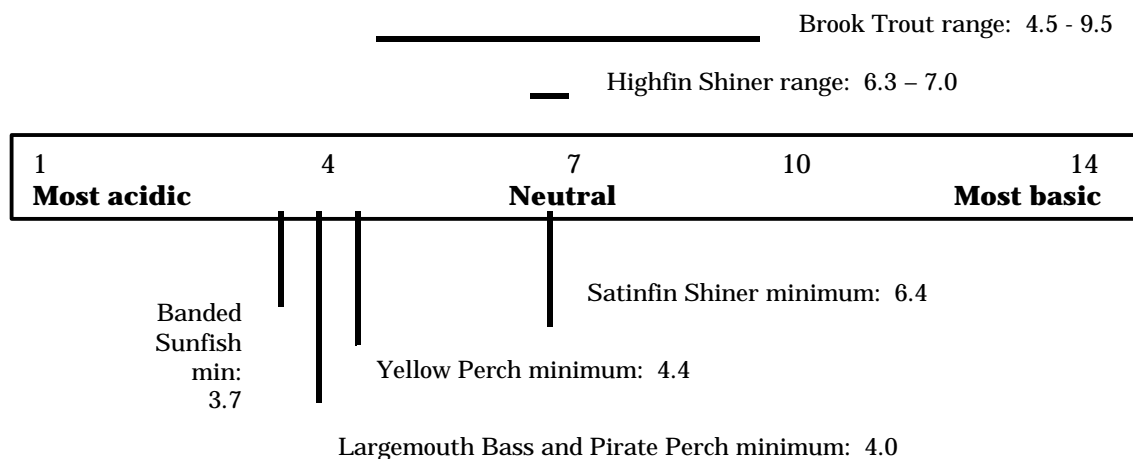 Brook Trout range: 4.5 - 9.5
Highfin Shiner range: 6.3 – 7.0
1 4 7 10 14
Most acidic Neutral Most basic
Satinfin Shiner minimum: 6.4
Banded
Sunfish
min:
3.7
Yellow Perch minimum: 4.4
Largemouth Bass and Pirate Perch minimum: 4.0